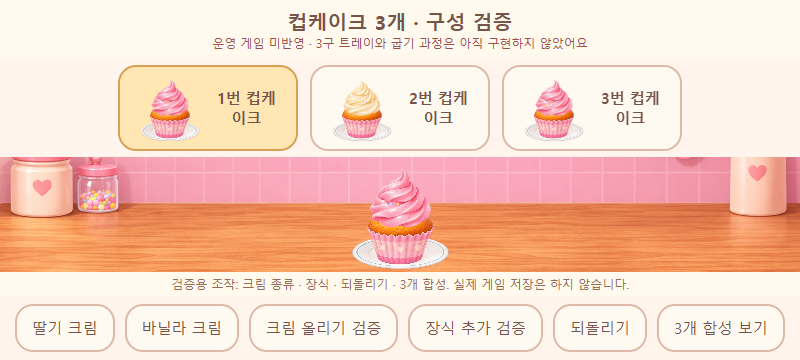 컵케이크 3개 · 구성 검증
운영 게임 미반영 · 3구 트레이와 굽기 과정은 아직 구현하지 않았어요
1번 컵케
이크
2번 컵케
이크
3번 컵케
이크
검증용 조작: 크림 종류 · 장식 · 되돌리기 · 3개 합성. 실제 게임 저장은 하지 않습니다.
딸기 크림
바닐라 크림
크림 올리기 검증
장식 추가 검증
되돌리기
3개 합성 보기